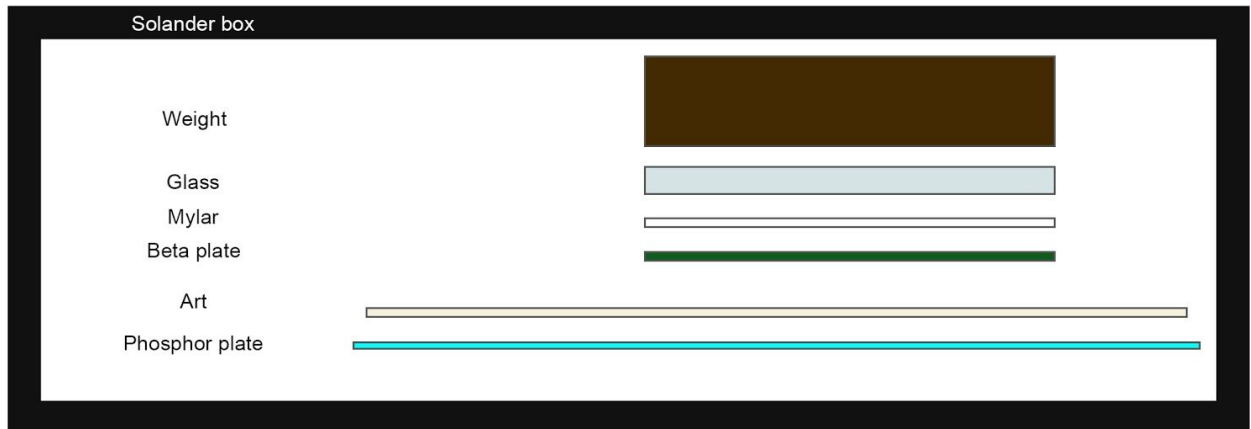 Solander box
Weight
Glass
Mylar
Beta plate
Art
Phosphor plate